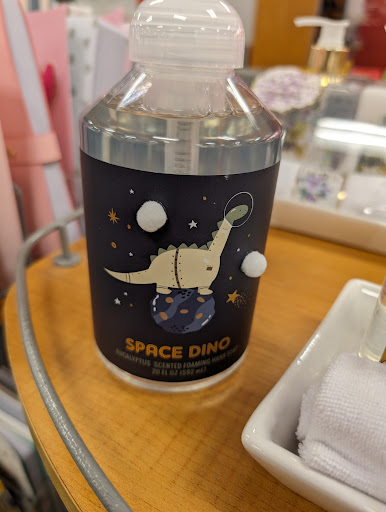 SPACE DINO
EUCALYPTUS SCENTED FOAMING HAND SOAP
20 FL OZ (592 mL)